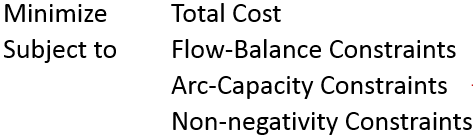 Minimize Total Cost
Subject to Flow-Balance Constraints
Arc-Capacity Constraints
Non-negativity Constraints